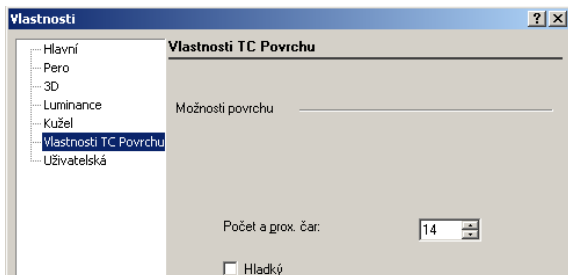 Vlastnosti
Hlavní
Pero
3D
Luminance
Kužel
Vlastnosti TC Povrchu
Uživatelská
Vlastnosti TC Povrchu
Možnosti povrchu
Počet a prox. čar:
14
Hladký